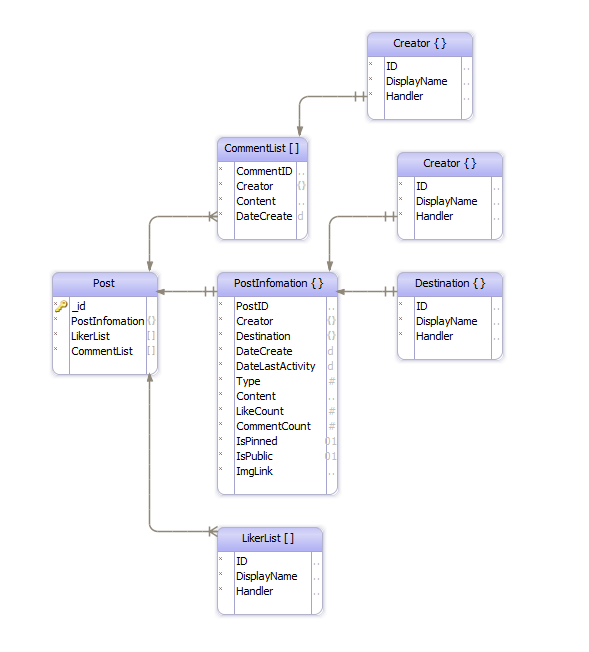 Creator { }
* ID ..
* DisplayName ..
* Handler ..
CommentList [ ]
* CommentID ..
* Creator {}
* Content ..
* DateCreate d
Creator { }
* ID ..
* DisplayName ..
* Handler ..
Post
* _id
* PostInfomation {}
* LikerList []
* CommentList []
PostInfomation { }
* PostID ..
* Creator {}
* Destination {}
* DateCreate d
* DateLastActivity d
* Type #
* Content ..
* LikeCount #
* CommentCount #
* IsPinned 01
* IsPublic 01
* ImgLink ..
Destination { }
* ID ..
* DisplayName ..
* Handler ..
LikerList [ ]
* ID ..
* DisplayName ..
* Handler ..